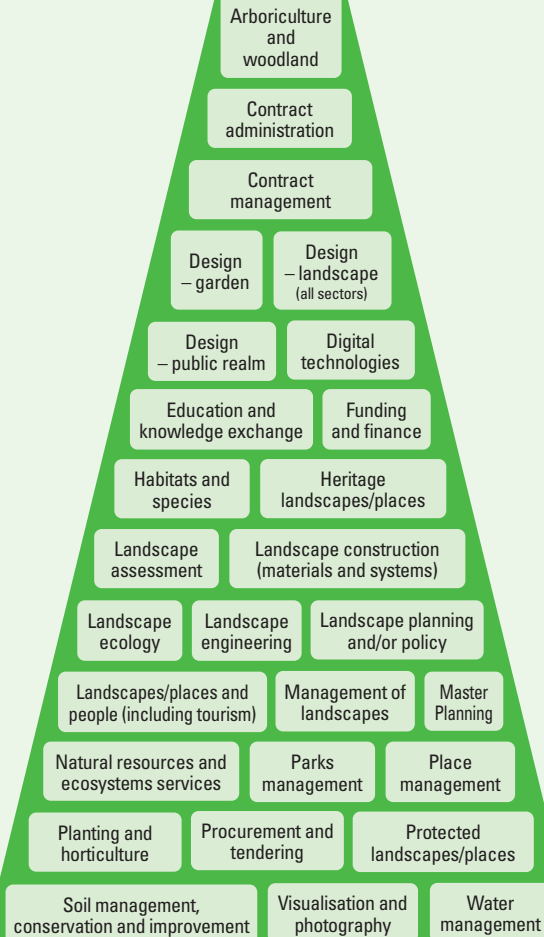 Arboriculture
and
woodland
Contract
administration
Contract
management
Design
– garden
Design
– landscape
(all sectors)
Design
– public realm
Digital
technologies
Education and
knowledge exchange
Funding
and finance
Habitats and
species
Heritage
landscapes/places
Landscape
assessment
Landscape construction
(materials and systems)
Landscape
ecology
Landscape
engineering
Landscape planning
and/or policy
Landscapes/places and
people (including tourism)
Management of
landscapes
Master
Planning
Natural resources and
ecosystems services
Parks
management
Place
management
Planting and
horticulture
Procurement and
tendering
Protected
landscapes/places
Soil management,
conservation and improvement
Visualisation and
photography
Water
management